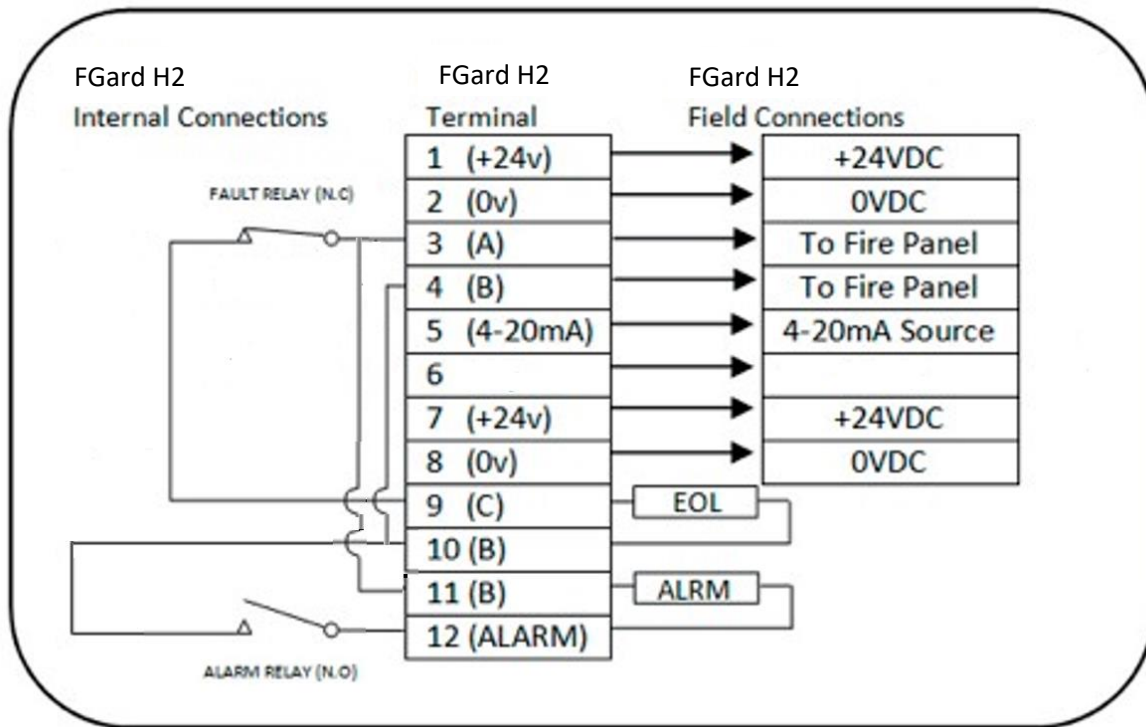 FGard H2 FGard H2 FGard H2
Internal Connections Terminal Field Connections
1 (+24v) +24VDC
FAULT RELAY (N.C) 2 (0v) 0VDC
3 (A) To Fire Panel
4 (B) To Fire Panel
5 (4-20mA) 4-20mA Source
6
7 (+24v) +24VDC
8 (0v) 0VDC
9 (C) EOL
10 (B)
11 (B) ALRM
12 (ALARM)
ALARM RELAY (N.O)